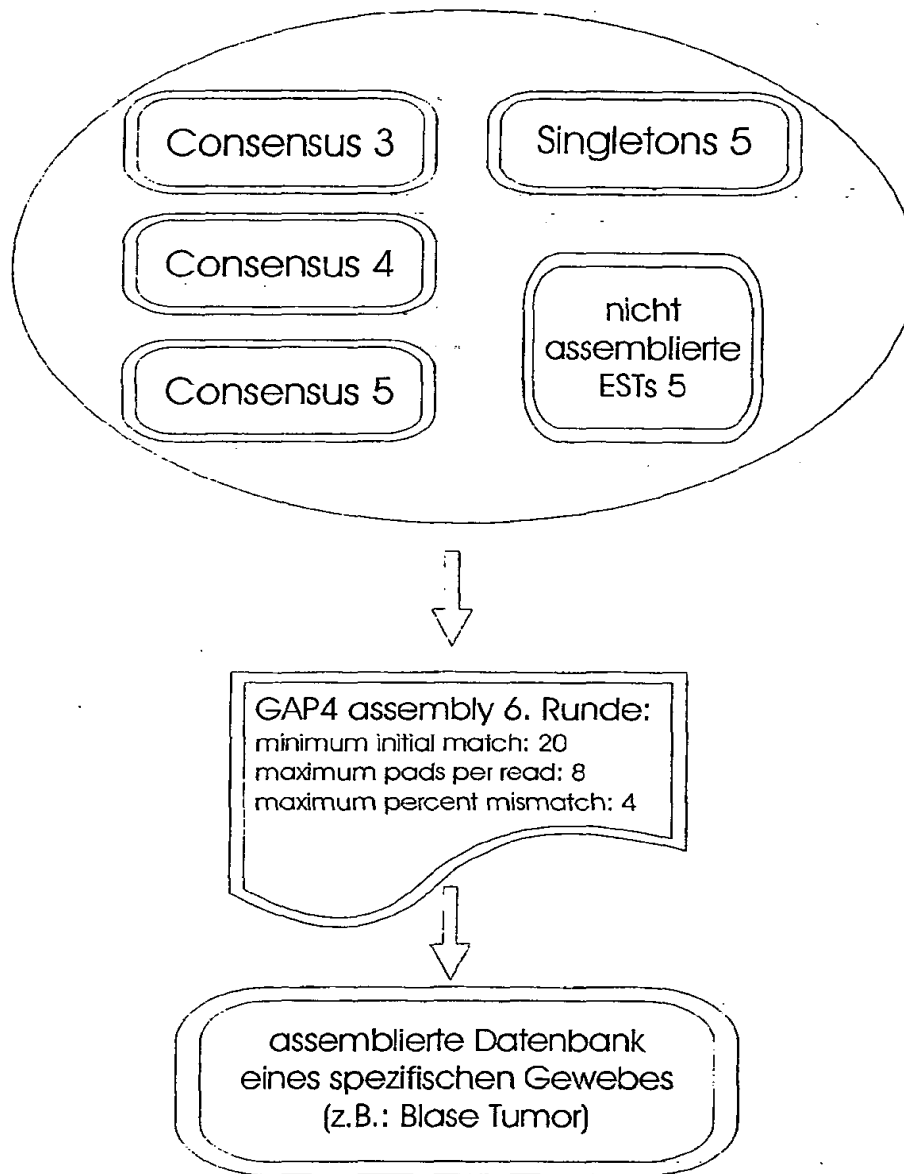 Consensus 3
Singletons 5
Consensus 4
Consensus 5
nicht
assemblierte
ESTs 5
GAP4 assembly 6. Runde:
minimum initial match: 20
maximum pads per read: 8
maximum percent mismatch: 4
assemblierte Datenbank
eines spezifischen Gewebes
(z.B.: Blase Tumor)